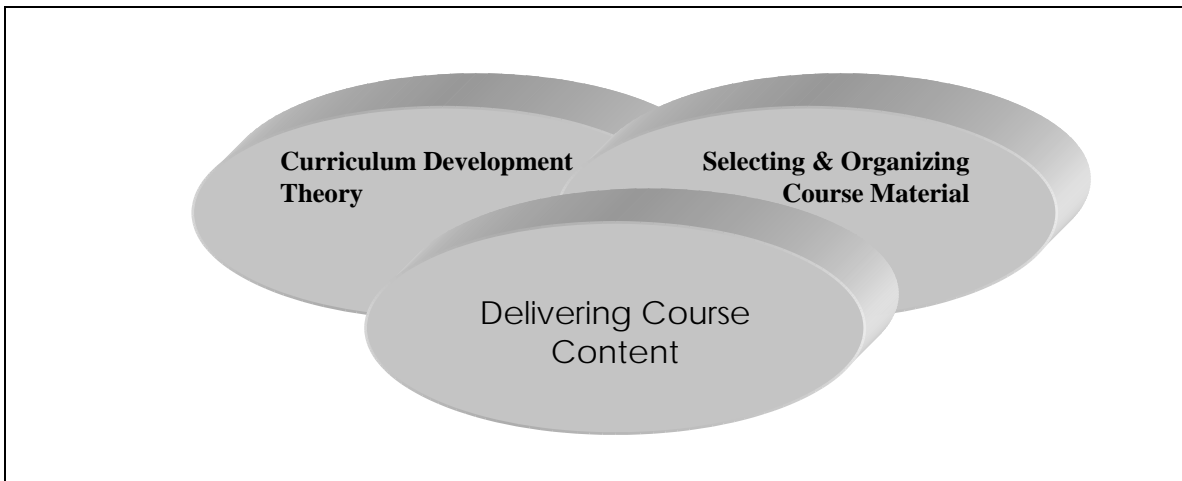 Curriculum Development
Theory
Selecting & Organizing
Course Material
Delivering Course
Content